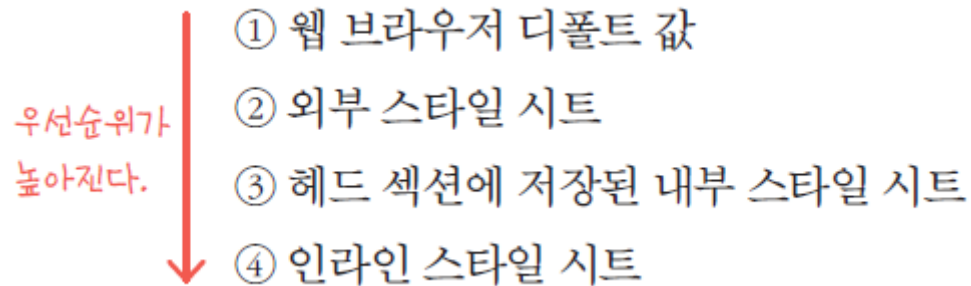 ① 웹 브라우저 디폴트 값
② 외부 스타일 시트
우선순위가
높아진다.
③ 헤드 섹션에 저장된 내부 스타일 시트
④ 인라인 스타일 시트